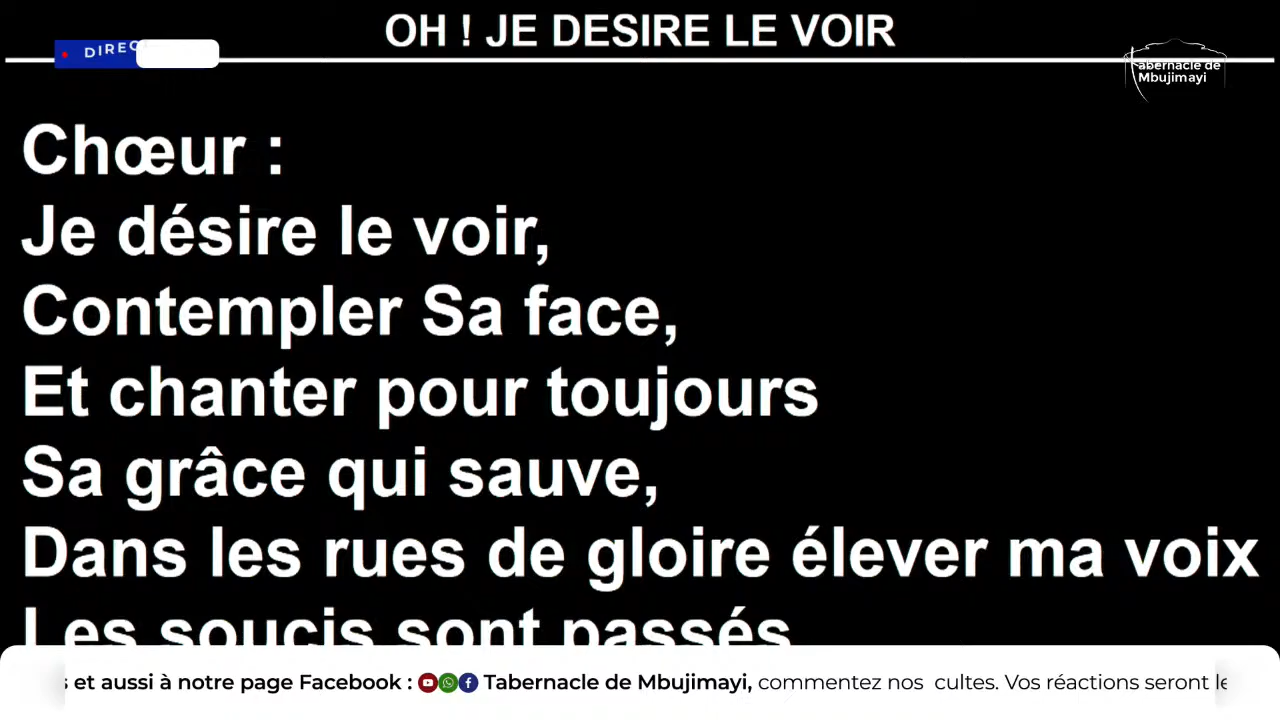 OH ! JE DESIRE LE VOIR
DIREC
Tabernacle de
Mbujimayi
Chœur :
Je désire le voir,
Contempler Sa face,
Et chanter pour toujours
Sa grâce qui sauve,
Dans les rues de gloire élever ma voix
Les soucis sont passés
et aussi à notre page Facebook : Tabernacle de Mbujimayi, commentez nos cultes. Vos réactions seront